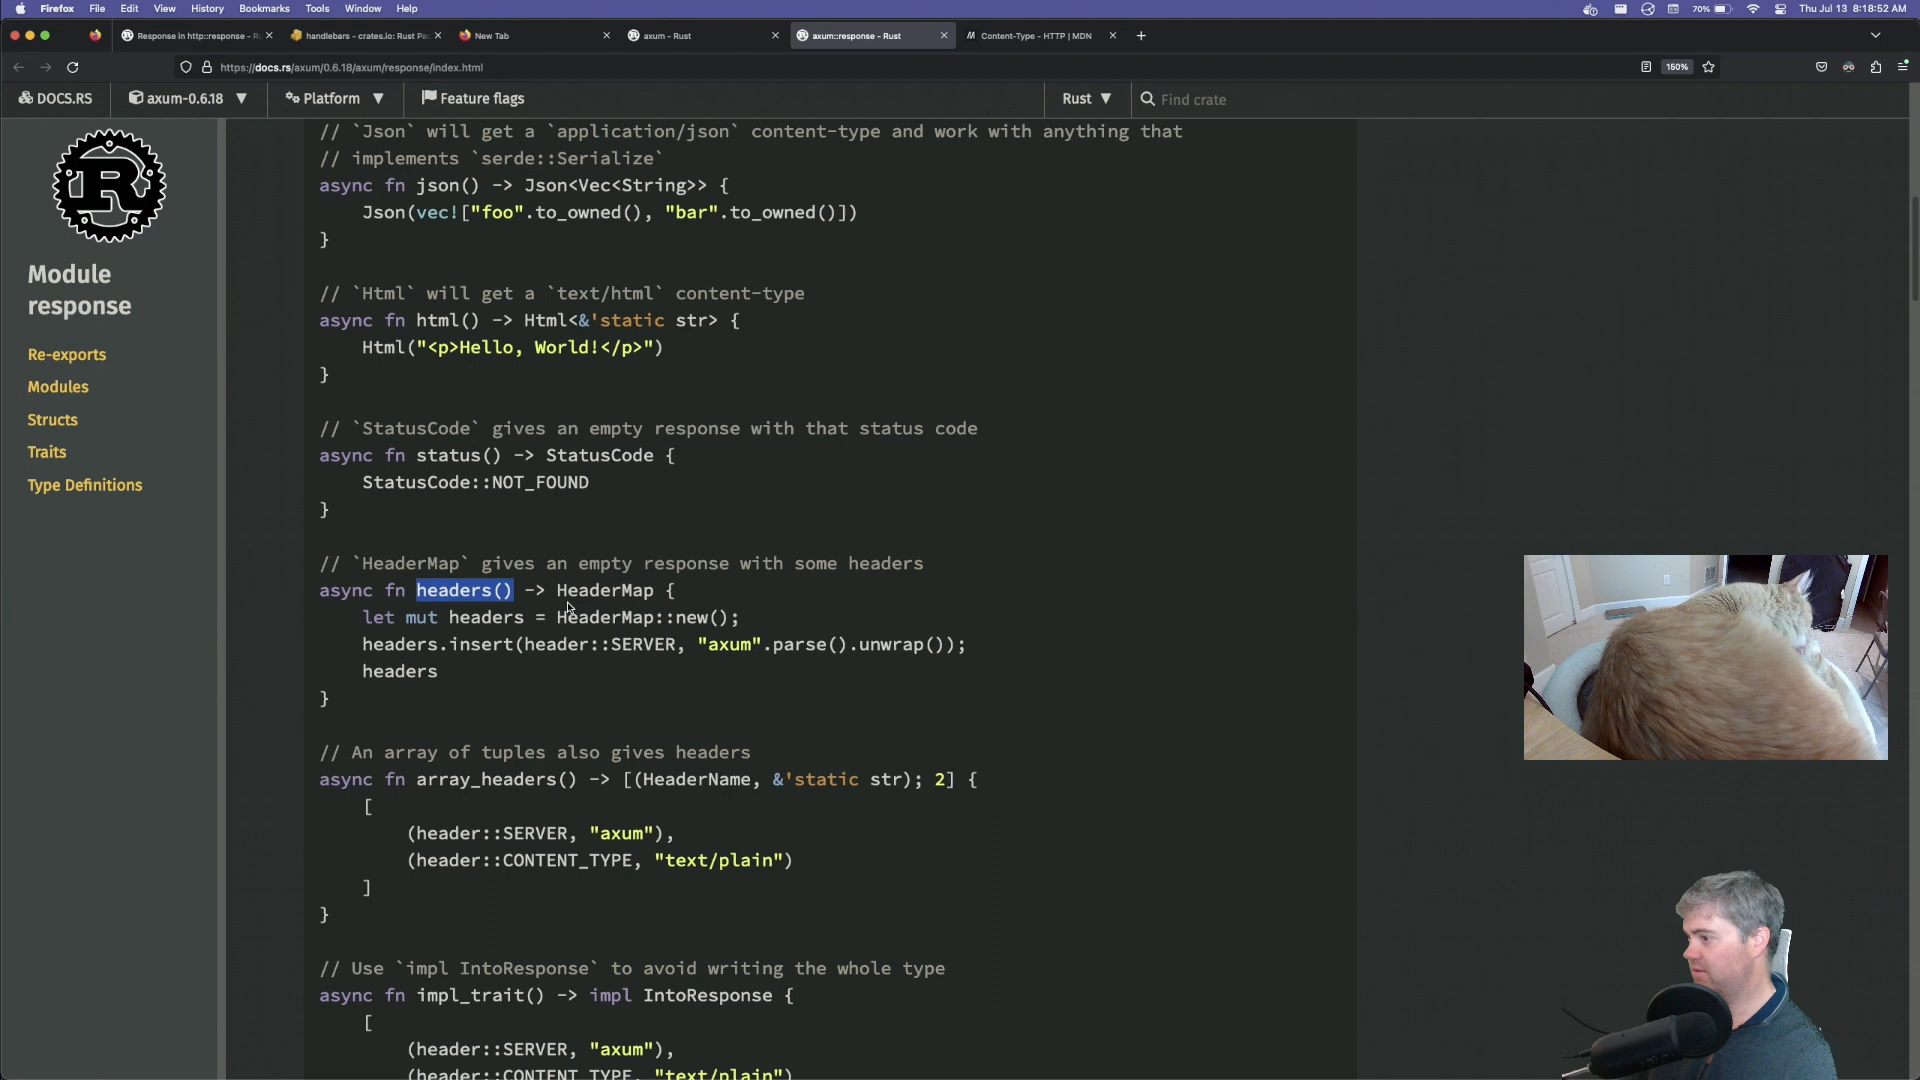 Firefox File Edit View History Bookmarks Tools Window Help
70% Thu Jul 13 8:18:52 AM
Response in http::response - Ru
handlebars - crates.io: Rust Pac
New Tab
axum - Rust
axum::response - Rust
Content-Type - HTTP | MDN
https://docs.rs/axum/0.6.18/axum/response/index.html
150%
DOCS.RS
axum-0.6.18
Platform
Feature flags
Rust
Find crate
R
Module
response
Re-exports
Modules
Structs
Traits
Type Definitions
// `Json` will get a `application/json` content-type and work with anything that
// implements `serde::Serialize`
async fn json() -> Json<Vec<String>> {
Json(vec!["foo".to_owned(), "bar".to_owned()])
}
// `Html` will get a `text/html` content-type
async fn html() -> Html<&'static str> {
Html("<p>Hello, World!</p>")
}
// `StatusCode` gives an empty response with that status code
async fn status() -> StatusCode {
StatusCode::NOT_FOUND
}
// `HeaderMap` gives an empty response with some headers
async fn headers() -> HeaderMap {
let mut headers = HeaderMap::new();
headers.insert(header::SERVER, "axum".parse().unwrap());
headers
}
// An array of tuples also gives headers
async fn array_headers() -> [(HeaderName, &'static str); 2] {
[
(header::SERVER, "axum"),
(header::CONTENT_TYPE, "text/plain")
]
}
// Use `impl IntoResponse` to avoid writing the whole type
async fn impl_trait() -> impl IntoResponse {
[
(header::SERVER, "axum"),
(header::CONTENT_TYPE, "text/plain")